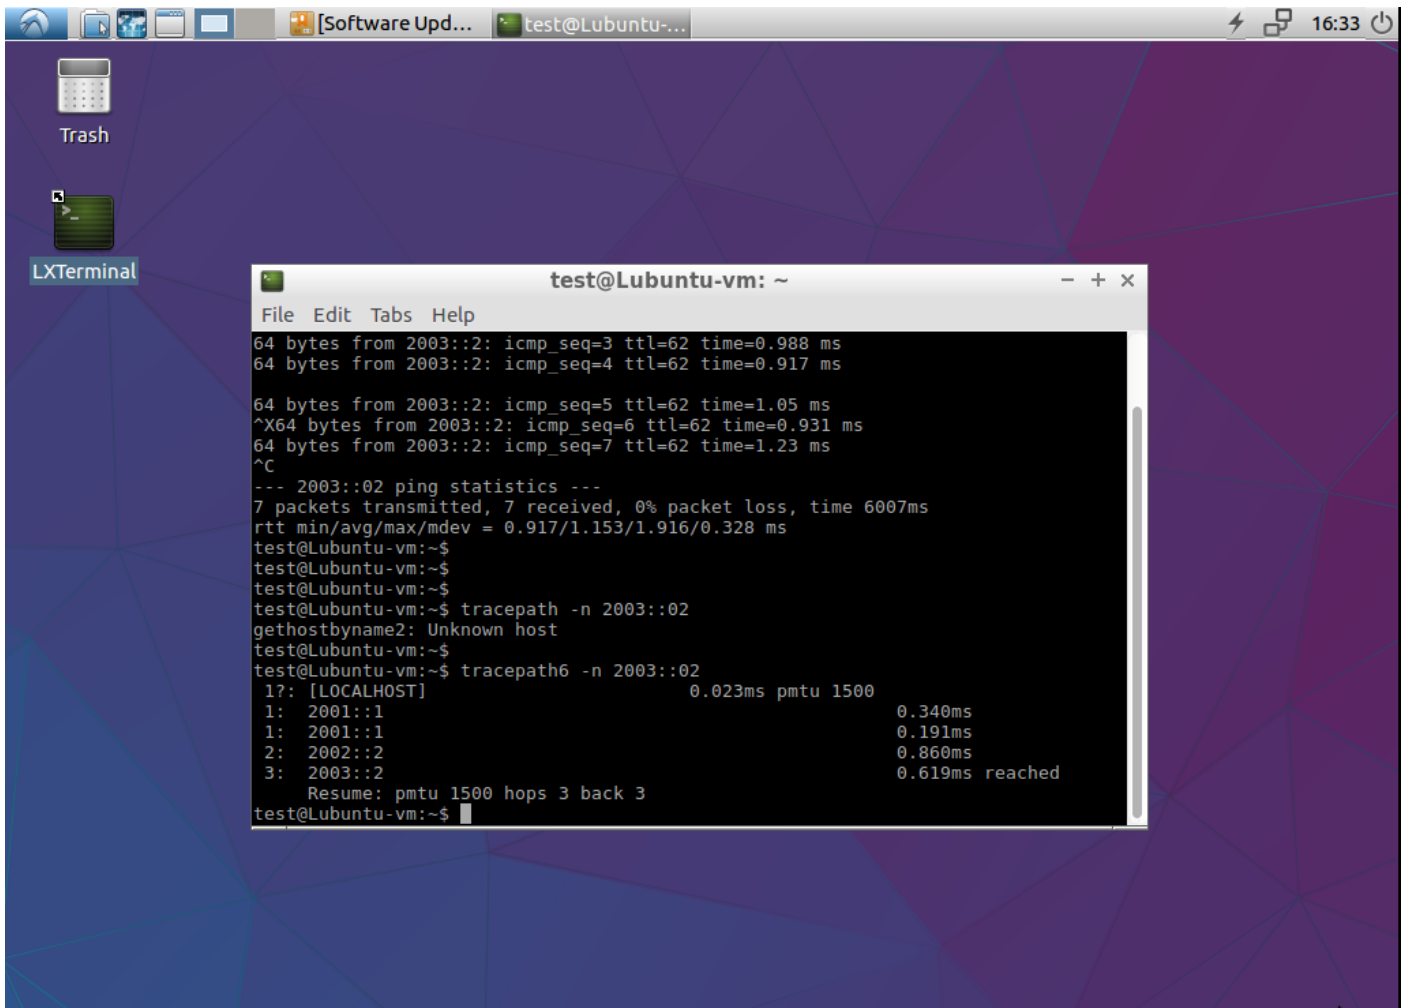 [Software Upd...
test@Lubuntu-...
16:33
Trash
LXTerminal
test@Lubuntu-vm: ~
File Edit Tabs Help
64 bytes from 2003::2: icmp_seq=3 ttl=62 time=0.988 ms
64 bytes from 2003::2: icmp_seq=4 ttl=62 time=0.917 ms
64 bytes from 2003::2: icmp_seq=5 ttl=62 time=1.05 ms
^X64 bytes from 2003::2: icmp_seq=6 ttl=62 time=0.931 ms
64 bytes from 2003::2: icmp_seq=7 ttl=62 time=1.23 ms
^C
--- 2003::02 ping statistics ---
7 packets transmitted, 7 received, 0% packet loss, time 6007ms
rtt min/avg/max/mdev = 0.917/1.153/1.916/0.328 ms
test@Lubuntu-vm:~$
test@Lubuntu-vm:~$
test@Lubuntu-vm:~$
test@Lubuntu-vm:~$ tracepath -n 2003::02
gethostbyname2: Unknown host
test@Lubuntu-vm:~$
test@Lubuntu-vm:~$ tracepath6 -n 2003::02
1?: [LOCALHOST] 0.023ms pmtu 1500
1: 2001::1 0.340ms
1: 2001::1 0.191ms
2: 2002::2 0.860ms
3: 2003::2 0.619ms reached
Resume: pmtu 1500 hops 3 back 3
test@Lubuntu-vm:~$